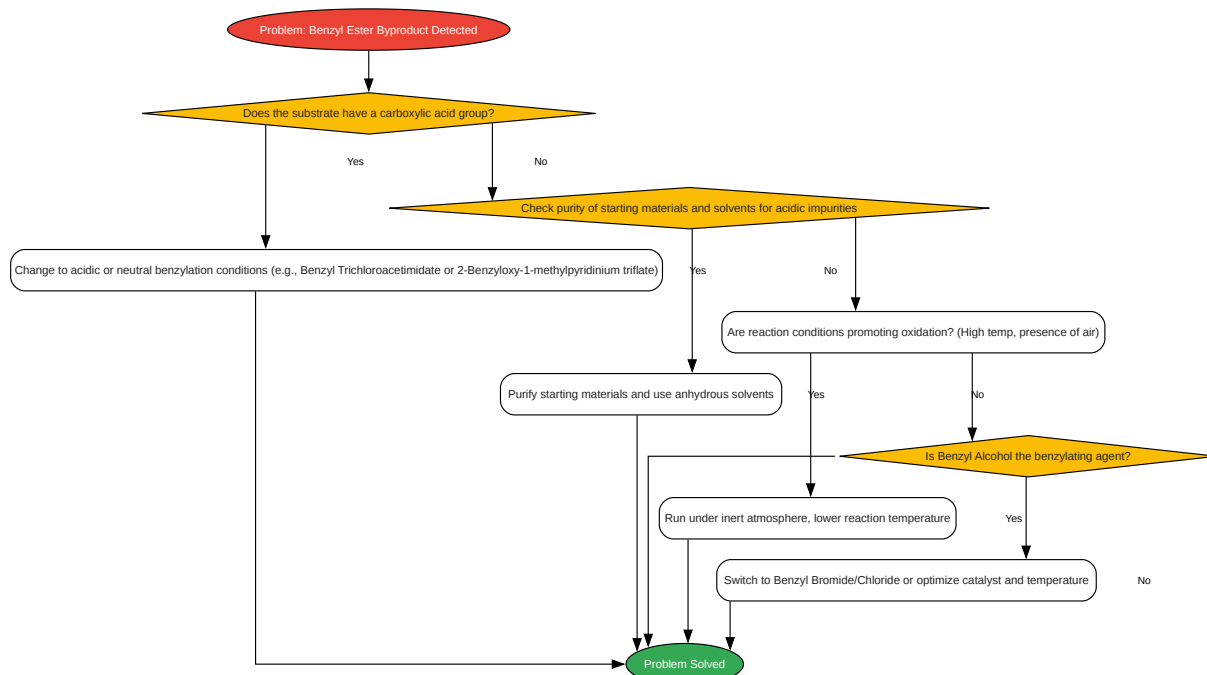 Problem: Benzyl Ester Byproduct Detected
Does the substrate have a carboxylic acid group?
Yes
No
Check purity of starting materials and solvents for acidic impurities
Change to acidic or neutral benzylation conditions (e.g., Benzyl Trichloroacetimidate or 2-Benzyloxy-1-methylpyridinium triflate)
Yes
No
Are reaction conditions promoting oxidation? (High temp, presence of air)
Purify starting materials and use anhydrous solvents
Yes
No
Is Benzyl Alcohol the benzylating agent?
Run under inert atmosphere, lower reaction temperature
Yes
Switch to Benzyl Bromide/Chloride or optimize catalyst and temperature
No
Problem Solved